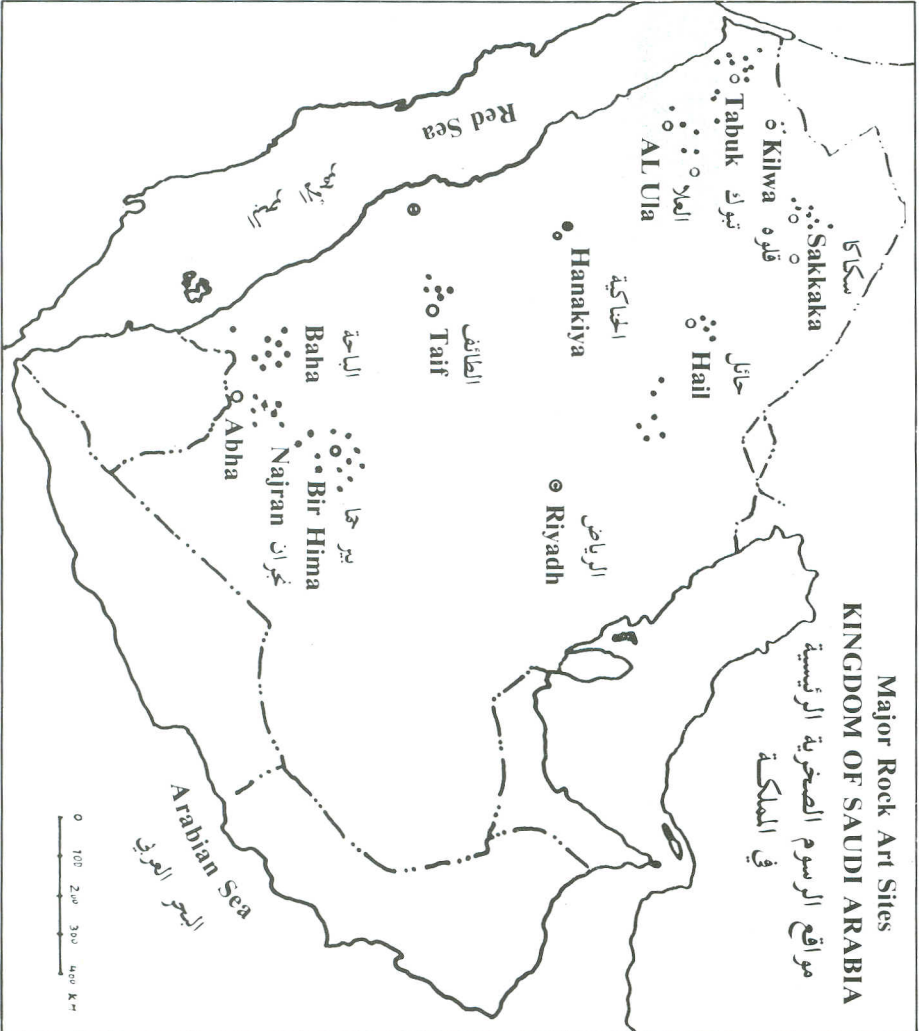 Major Rock Art Sites
KINGDOM OF SAUDI ARABIA
مواقع الرسوم الصخرية الرئيسية
في المملكة
سكاكا
Sakkaka
Kilwa
قلوه
Tabuk
تبوك
العلا
AL Ula
حائل
Hail
الحناكية
Hanakiya
الرياض
Riyadh
الطائف
Taif
الباحة
Baha
Abha
بير حما
Bir Hima
Najran
نجران
Red Sea
البحر
الأحمر
Arabian Sea
البحر العربي
0 100 200 300 400 KM